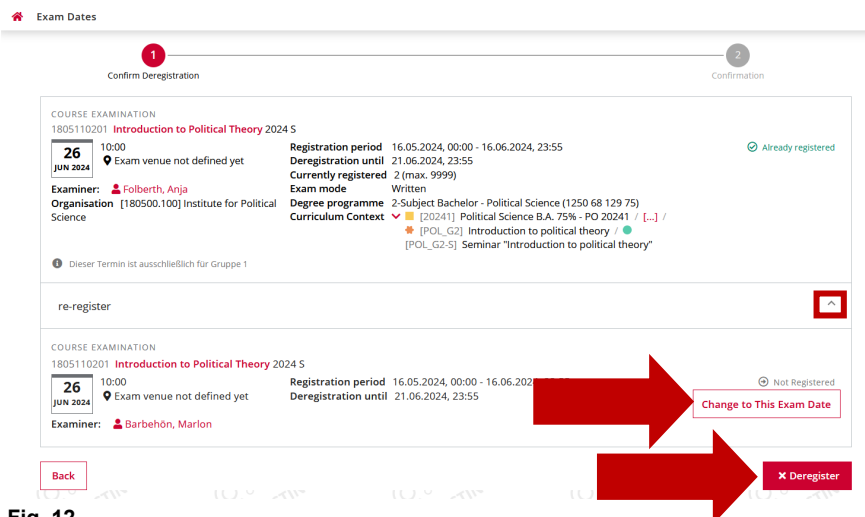 Exam Dates
1
2
Confirm Deregistration
Confirmation
COURSE EXAMINATION
1805110201 Introduction to Political Theory 2024 S
26
JUN 2024
10:00
Exam venue not defined yet
Examiner: Folberth, Anja
Organisation [180500.100] Institute for Political
Science
Registration period 16.05.2024, 00:00 - 16.06.2024, 23:55
Deregistration until 21.06.2024, 23:55
Currently registered 2 (max. 9999)
Exam mode Written
Degree programme 2-Subject Bachelor - Political Science (1250 68 129 75)
Curriculum Context [20241] Political Science B.A. 75% - PO 20241 / [...] /
[POL_G2] Introduction to political theory /
[POL_G2-S] Seminar "Introduction to political theory"
Already registered
Dieser Termin ist ausschließlich für Gruppe 1
re-register
COURSE EXAMINATION
1805110201 Introduction to Political Theory 2024 S
26
JUN 2024
10:00
Exam venue not defined yet
Examiner: Barbehön, Marlon
Registration period 16.05.2024, 00:00 - 16.06.202
Deregistration until 21.06.2024, 23:55
Not Registered
Change to This Exam Date
Back
Deregister
Fig. 12